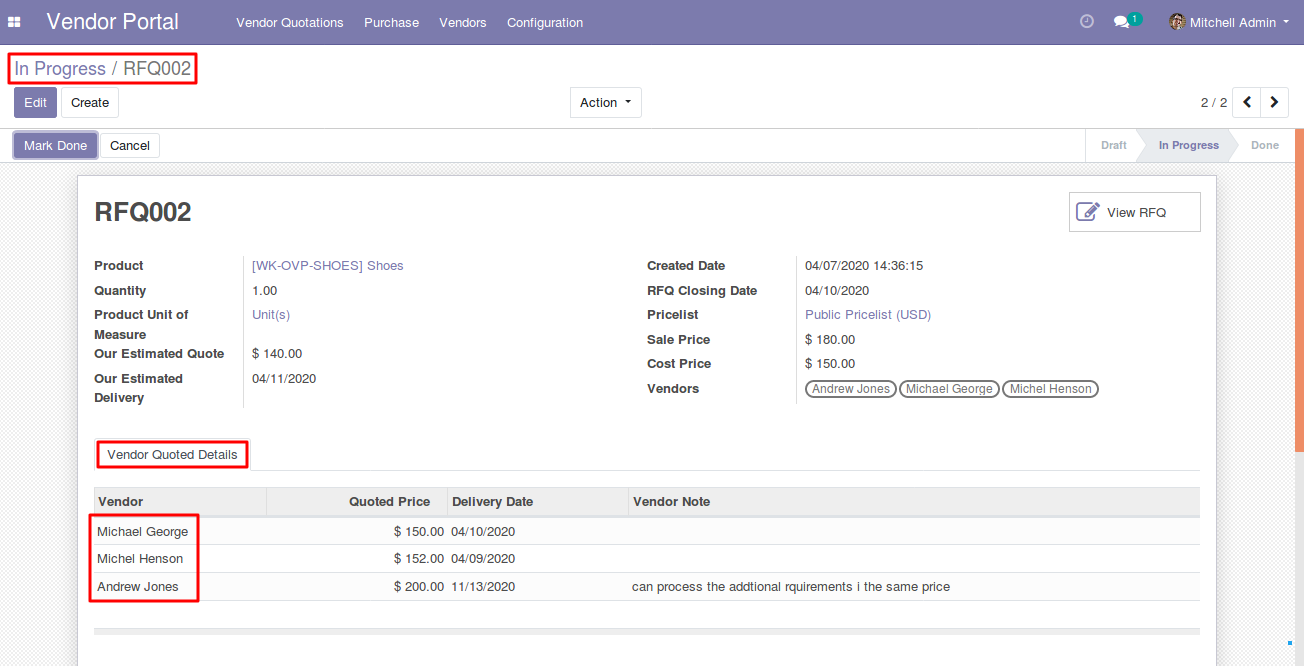 Vendor Portal Vendor Quotations Purchase Vendors Configuration 1 Mitchell Admin
In Progress / RFQ002
Edit Create Action 2 / 2
Mark Done Cancel Draft In Progress Done
RFQ002
View RFQ
Product [WK-OVP-SHOES] Shoes
Quantity 1.00
Product Unit of Measure Unit(s)
Our Estimated Quote $ 140.00
Our Estimated Delivery 04/11/2020
Created Date 04/07/2020 14:36:15
RFQ Closing Date 04/10/2020
Pricelist Public Pricelist (USD)
Sale Price $ 180.00
Cost Price $ 150.00
Vendors Andrew Jones Michael George Michel Henson
Vendor Quoted Details
Vendor Quoted Price Delivery Date Vendor Note
Michael George $ 150.00 04/10/2020
Michel Henson $ 152.00 04/09/2020
Andrew Jones $ 200.00 11/13/2020 can process the addtional rquirements i the same price